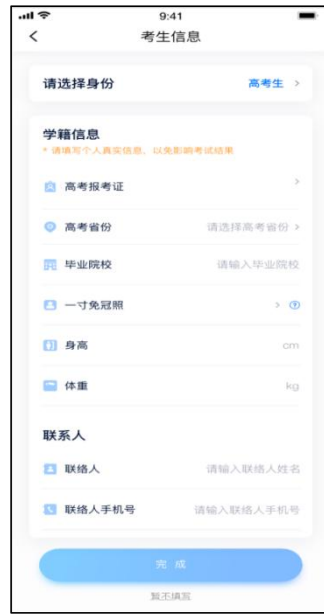 9:41
考生信息
请选择身份 高考生 >
学籍信息
* 请填写个人真实信息，以免影响考试结果
高考报考证 >
高考省份 请选择高考省份 >
毕业院校 请输入毕业院校
一寸免冠照 > ?
身高 cm
体重 kg
联系人
联络人 请输入联络人姓名
联络人手机号 请输入联络人手机号
完 成
暂不填写